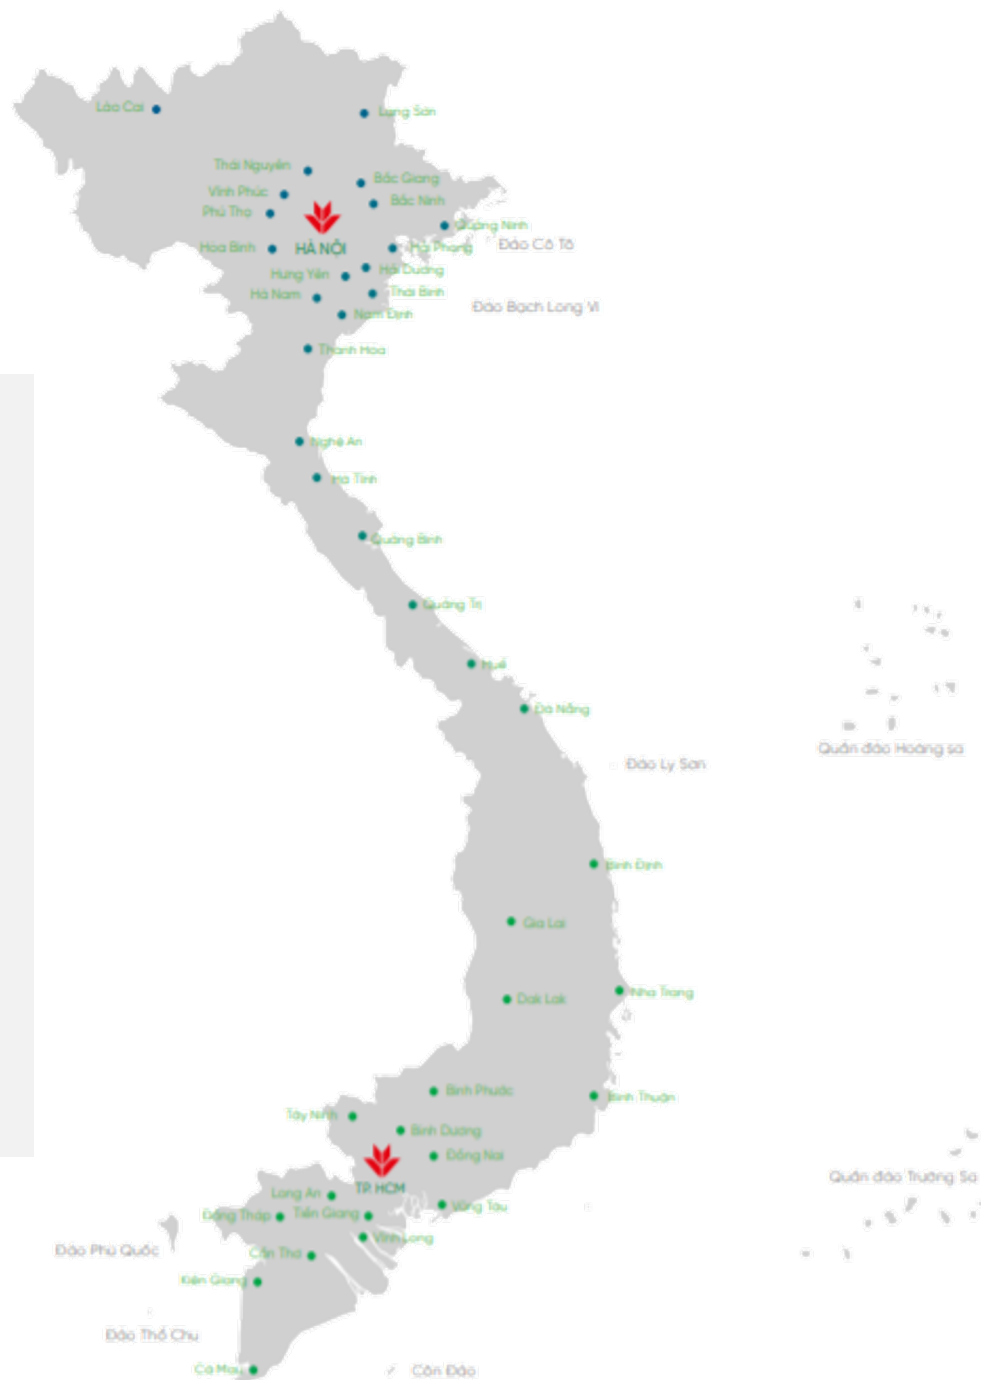 Lào Cai
Lạng Sơn
Thái Nguyên
Bắc Giang
Vĩnh Phúc
Bắc Ninh
Phú Thọ
Quảng Ninh
Đảo Cô Tô
Hòa Bình
HÀ NỘI
Hải Phòng
Hưng Yên
Hải Dương
Hà Nam
Thái Bình
Đảo Bạch Long Vĩ
Nam Định
Thanh Hoa
Nghệ An
Hà Tĩnh
Quảng Bình
Quảng Trị
Huế
Đà Nẵng
Quần đảo Hoàng sa
Đảo Lý Sơn
Bình Định
Gia Lai
Nha Trang
Dak Lak
Bình Phước
Bình Thuận
Tây Ninh
Bình Dương
Đồng Nai
Quần đảo Trường Sa
TP. HCM
Long An
Vũng Tàu
Đồng Tháp
Tiền Giang
Vĩnh Long
Đảo Phú Quốc
Cần Thơ
Kiên Giang
Đảo Thổ Chu
Cà Mau
Côn Đảo